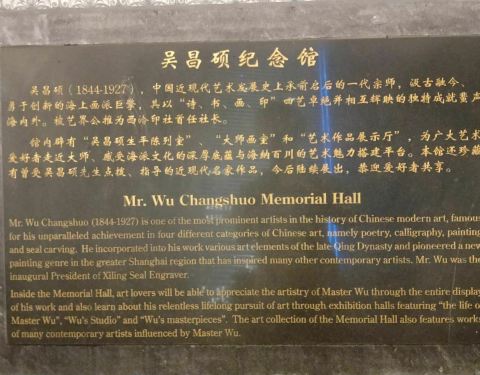 吴昌硕纪念馆
吴昌硕(1844-1927)，中国近现代艺术发展史上承前启后的一代宗师，汲古融今、
勇于创新的海上画派巨擘，其以“诗、书、画、印”四艺卓绝并相互辉映的独特成就蜚声
海内外。被艺界公推为西泠印社首任社长。
馆内辟有“吴昌硕生平陈列室”、“大师画室”和“艺术作品展示厅”，为广大艺术
爱好者走近大师、感受海派文化的深厚底蕴与海纳百川的艺术魅力搭建平台。本馆还珍藏
有曾受吴昌硕先生点拨、指导的近现代名家作品，今后陆续展出，恭迎爱好者共享。
Mr. Wu Changshuo Memorial Hall
Mr. Wu Changshuo (1844-1927) is one of the most prominent artists in the history of Chinese modern art, famous
for his unparalleled achievement in four different categories of Chinese art, namely poetry, calligraphy, painting
and seal carving. He incorporated into his work various art elements of the late Qing Dynasty and pioneered a new
painting genre in the greater Shanghai region that has inspired many other contemporary artists. Mr. Wu was the
inaugural President of Xiling Seal Engraver.
Inside the Memorial Hall, art lovers will be able to appreciate the artistry of Master Wu through the entire display
of his work and also learn about his relentless lifelong pursuit of art through exhibition halls featuring “the life of
Master Wu”, “Wu's Studio” and “Wu's masterpieces”. The art collection of the Memorial Hall also features works
of many contemporary artists influenced by Master Wu.